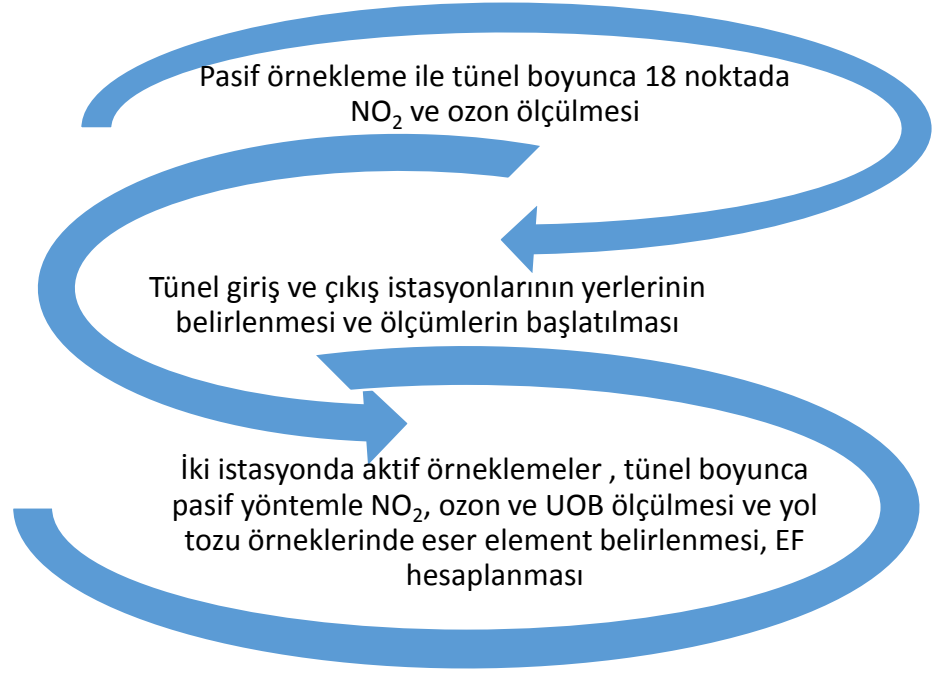 Pasif örnekleme ile tünel boyunca 18 noktada
NO₂ ve ozon ölçülmesi
Tünel giriş ve çıkış istasyonlarının yerlerinin
belirlenmesi ve ölçümlerin başlatılması
İki istasyonda aktif örneklemeler , tünel boyunca
pasif yöntemle NO₂, ozon ve UOB ölçülmesi ve yol
tozu örneklerinde eser element belirlenmesi, EF
hesaplanması